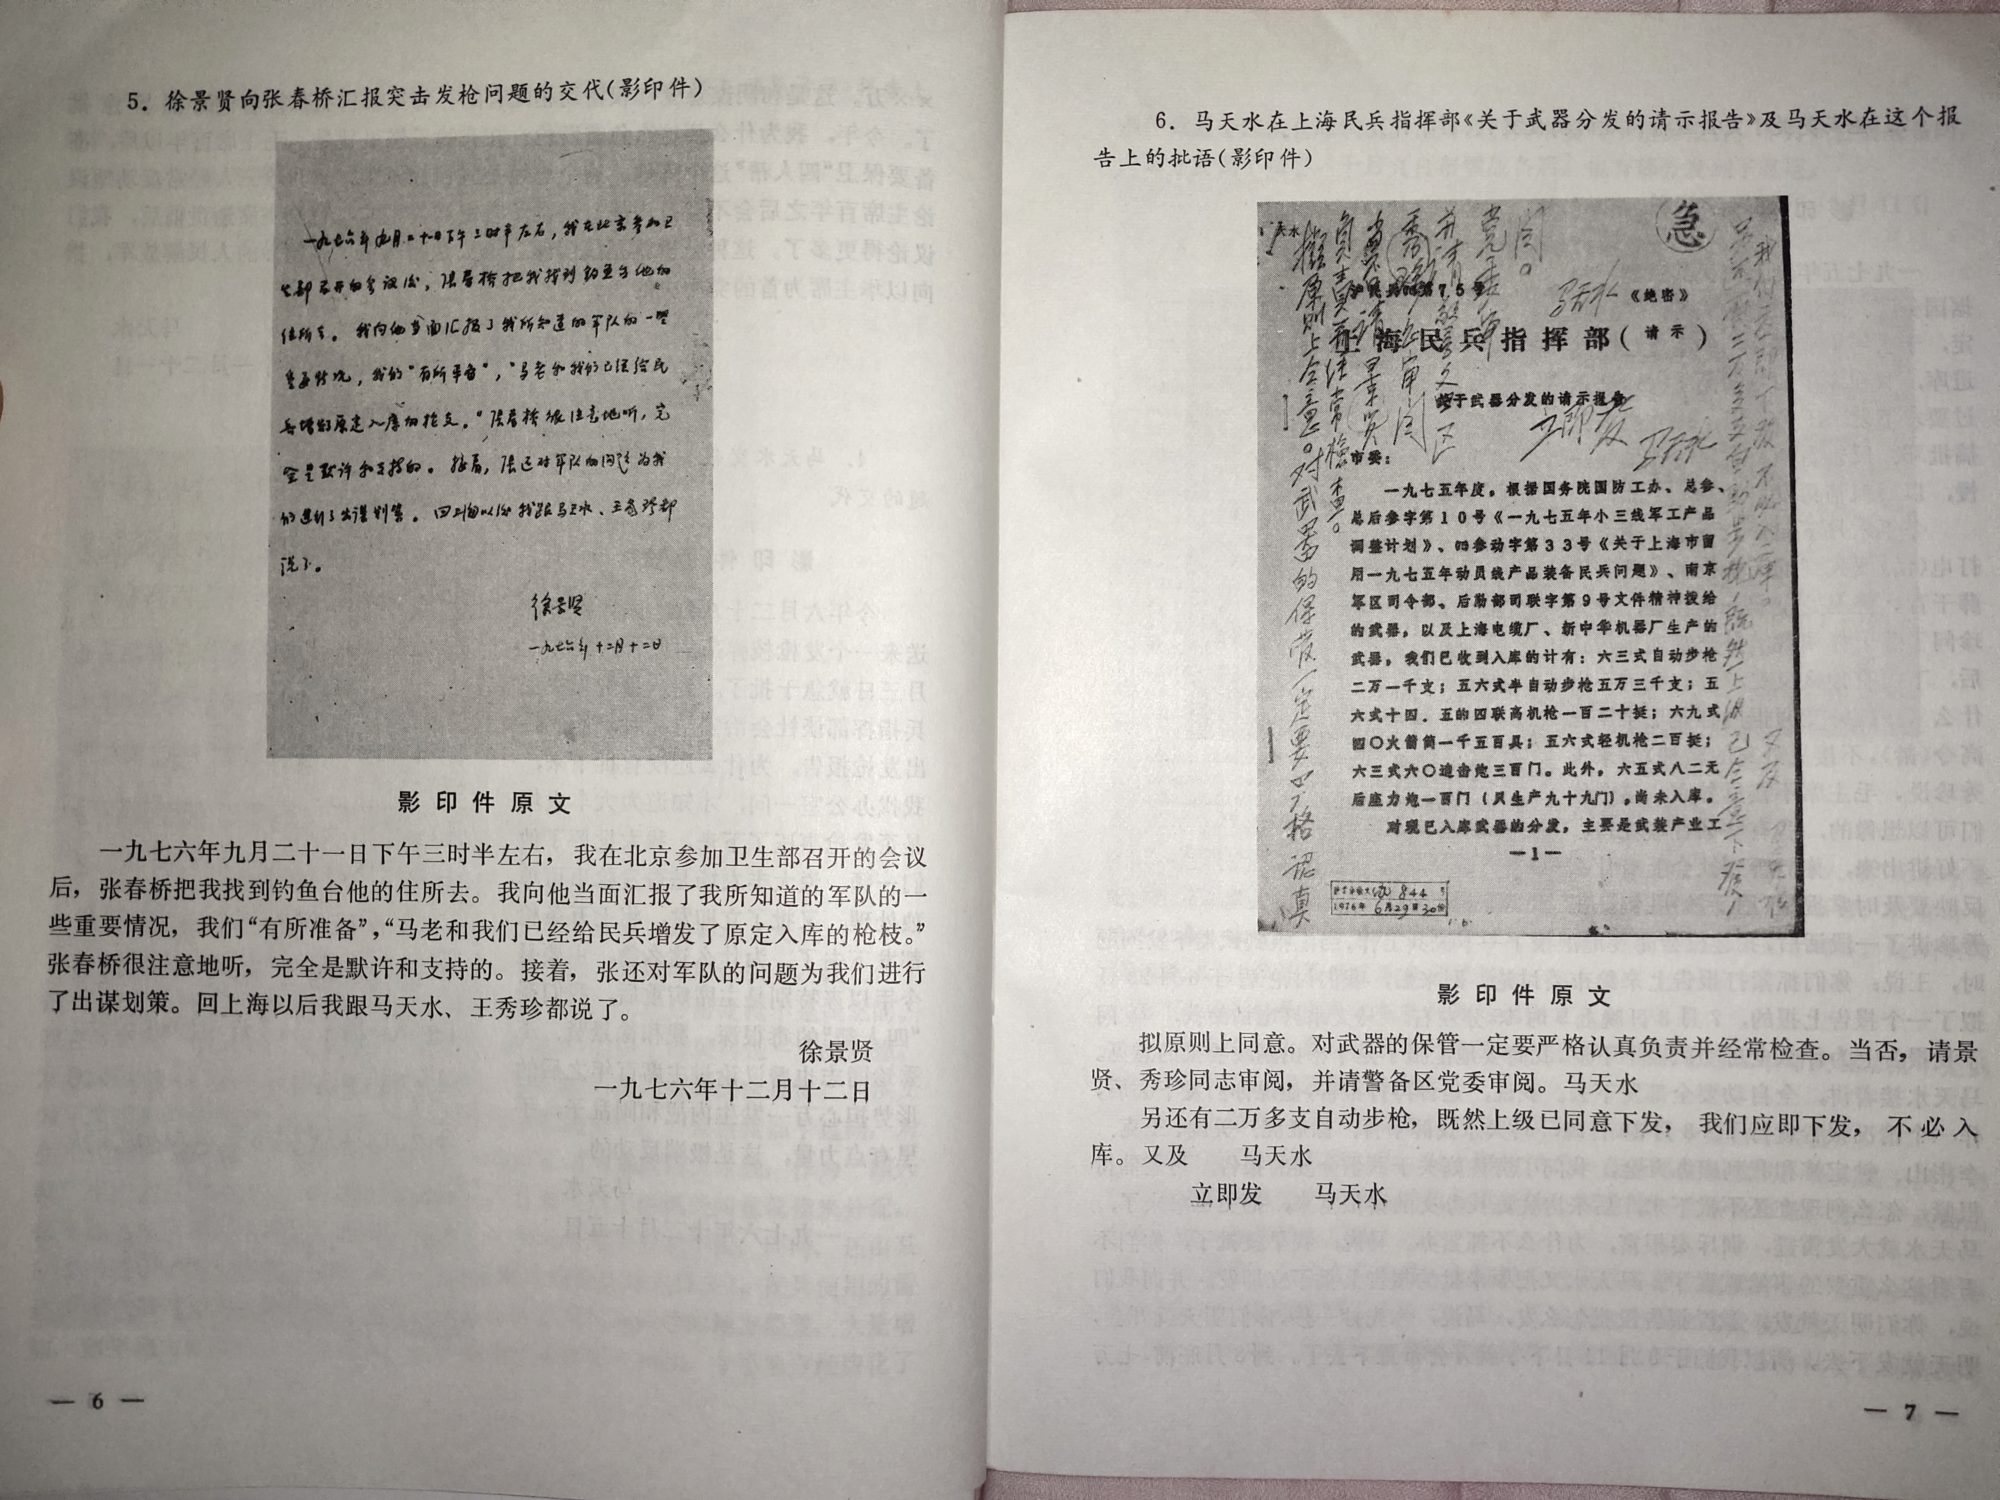 5．徐景贤向张春桥汇报突击发枪问题的交代(影印件)
一九七六年九月二十一日下午三时半左右，我在北京参加卫
生部召开的会议后，张春桥把我找到钓鱼台他的
住所去。我向他当面汇报了我所知道的军队的一些
重要情况，我们“有所准备”，“马老和我们已经给民
兵增发了原定入库的枪支。”张春桥很注意地听，完
全是默许和支持的。接着，张还对军队的问题为我
们进行了出谋划策。回上海以后我跟马天水、王秀珍都
说了。
徐景贤
一九七六年十二月十二日
影印件原文
一九七六年九月二十一日下午三时半左右，我在北京参加卫生部召开的会议
后，张春桥把我找到钓鱼台他的住所去。我向他当面汇报了我所知道的军队的一
些重要情况，我们“有所准备”，“马老和我们已经给民兵增发了原定入库的枪枝。”
张春桥很注意地听，完全是默许和支持的。接着，张还对军队的问题为我们进行
了出谋划策。回上海以后我跟马天水、王秀珍都说了。
徐景贤
一九七六年十二月十二日
— 6 —
6．马天水在上海民兵指挥部《关于武器分发的请示报告》及马天水在这个报
告上的批语(影印件)
急
马天水
《绝密》
上海民兵指挥部(请示)
关于武器分发的请示报告
立即发
马天水
市委：
一九七五年度，根据国务院国防工办、总参、
总后参字第10号《一九七五年小三线军工产品
调整计划》、四参动字第33号《关于上海市留
用一九七五年动员线产品装备民兵问题》、南京
军区司令部、后勤部司联字第9号文件精神拨给
的武器，以及上海电缆厂、新中华机器厂生产的
武器，我们已收到入库的计有：六三式自动步枪
二万一千支；五六式半自动步枪五万三千支；五
六式十四．五的四联高机枪一百二十挺；六九式
四〇火箭筒一千五百具；五六式轻机枪二百挺；
六三式六〇迫击炮三百门。此外，六五式八二无
后座力炮一百门（只生产九十九门）。尚未入库。
对现已入库武器的分发，主要是武装产业工
—1—
844
1976年6月29日
拟原则上同意。对武器的保管一定要严格认真
负责并经常检查。
当否，请景贤
秀珍同志审阅
并请警备区
党委审
阅。
影印件原文
拟原则上同意。对武器的保管一定要严格认真负责并经常检查。当否，请景
贤、秀珍同志审阅，并请警备区党委审阅。马天水
另还有二万多支自动步枪，既然上级已同意下发，我们应即下发，不必入
库。又及　　马天水
立即发　　马天水
— 7 —